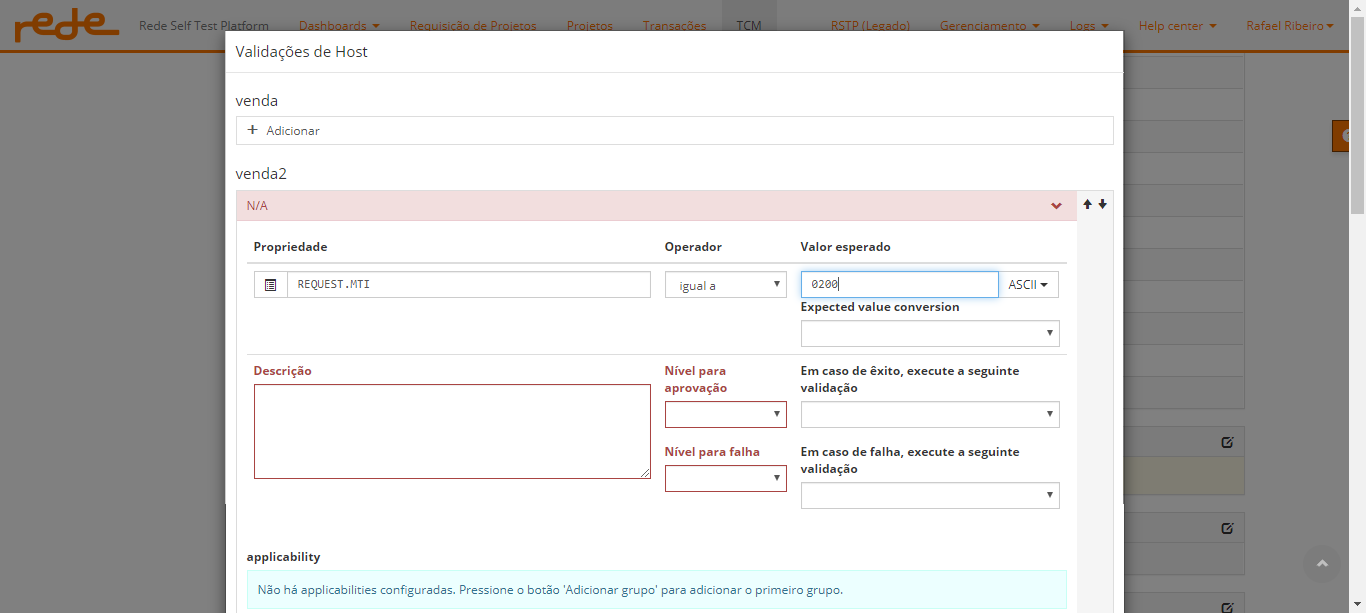 rede Rede Self Test Platform Dashboards Requisição de Projetos Projetos Transações TCM RSTP (Legado) Gerenciamento Logs Help center Rafael Ribeiro
Validações de Host
venda
+ Adicionar
venda2
N/A
Propriedade Operador Valor esperado
REQUEST.MTI igual a 0200 ASCII
Expected value conversion
Descrição Nível para aprovação Em caso de êxito, execute a seguinte validação
Nível para falha Em caso de falha, execute a seguinte validação
applicability
Não há applicabilities configuradas. Pressione o botão 'Adicionar grupo' para adicionar o primeiro grupo.